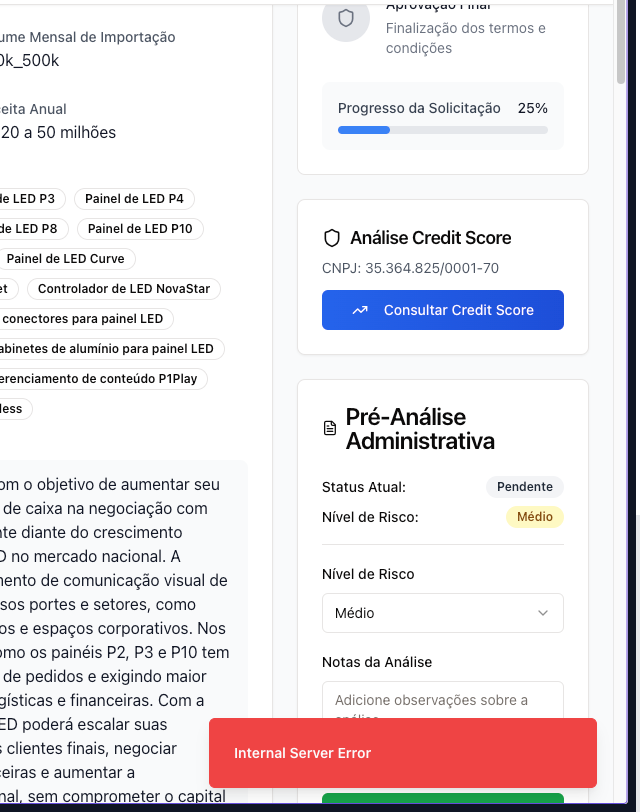 ume Mensal de Importação
0k_500k
ceita Anual
20 a 50 milhões
de LED P3
Painel de LED P4
de LED P8
Painel de LED P10
Painel de LED Curve
et
Controlador de LED NovaStar
conectores para painel LED
abinetes de alumínio para painel LED
erenciamento de conteúdo P1Play
less
om o objetivo de aumentar seu
de caixa na negociação com
nte diante do crescimento
D no mercado nacional. A
mento de comunicação visual de
sos portes e setores, como
os e espaços corporativos. Nos
omo os painéis P2, P3 e P10 tem
de pedidos e exigindo maior
gísticas e financeiras. Com a
ED poderá escalar suas
s clientes finais, negociar
ceiras e aumentar a
nal, sem comprometer o capital
Aprovação Final
Finalização dos termos e
condições
Progresso da Solicitação 25%
Análise Credit Score
CNPJ: 35.364.825/0001-70
Consultar Credit Score
Pré-Análise
Administrativa
Status Atual: Pendente
Nível de Risco: Médio
Nível de Risco
Médio
Notas da Análise
Adicione observações sobre a
análise
Internal Server Error